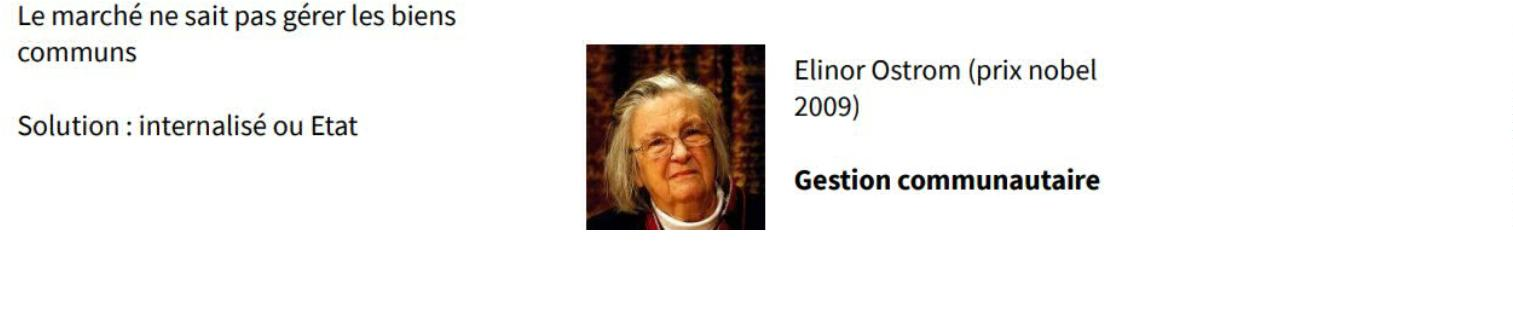 Le marché ne sait pas gérer les biens
communs
Solution : internalisé ou Etat
Elinor Ostrom (prix nobel
2009)
Gestion communautaire